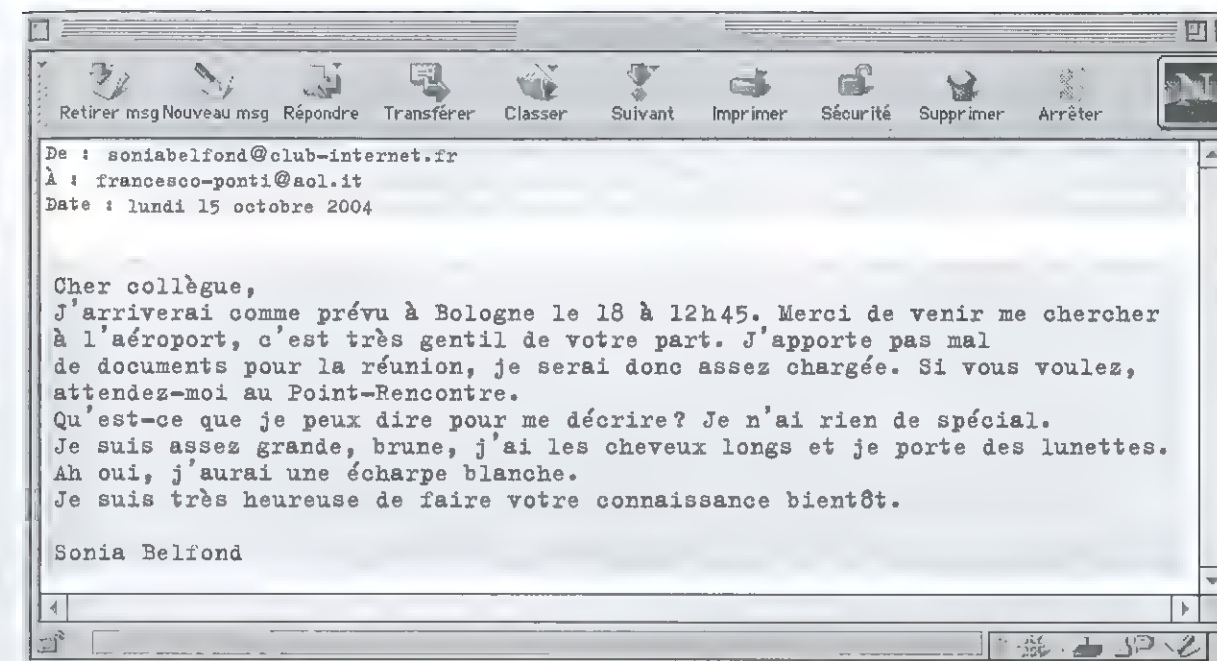 Retirer msg Nouveau msg Répondre Transférer Classer Suivant Imprimer Sécurité Supprimer Arrêter
N
De : soniabelfond@club-internet.fr
À : francesco-ponti@aol.it
Date : lundi 15 octobre 2004
Cher collègue,
J'arriverai comme prévu à Bologne le 18 à 12h45. Merci de venir me chercher
à l'aéroport, c'est très gentil de votre part. J'apporte pas mal
de documents pour la réunion, je serai donc assez chargée. Si vous voulez,
attendez-moi au Point-Rencontre.
Qu'est-ce que je peux dire pour me décrire? Je n'ai rien de spécial.
Je suis assez grande, brune, j'ai les cheveux longs et je porte des lunettes.
Ah oui, j'aurai une écharpe blanche.
Je suis très heureuse de faire votre connaissance bientôt.
Sonia Belfond